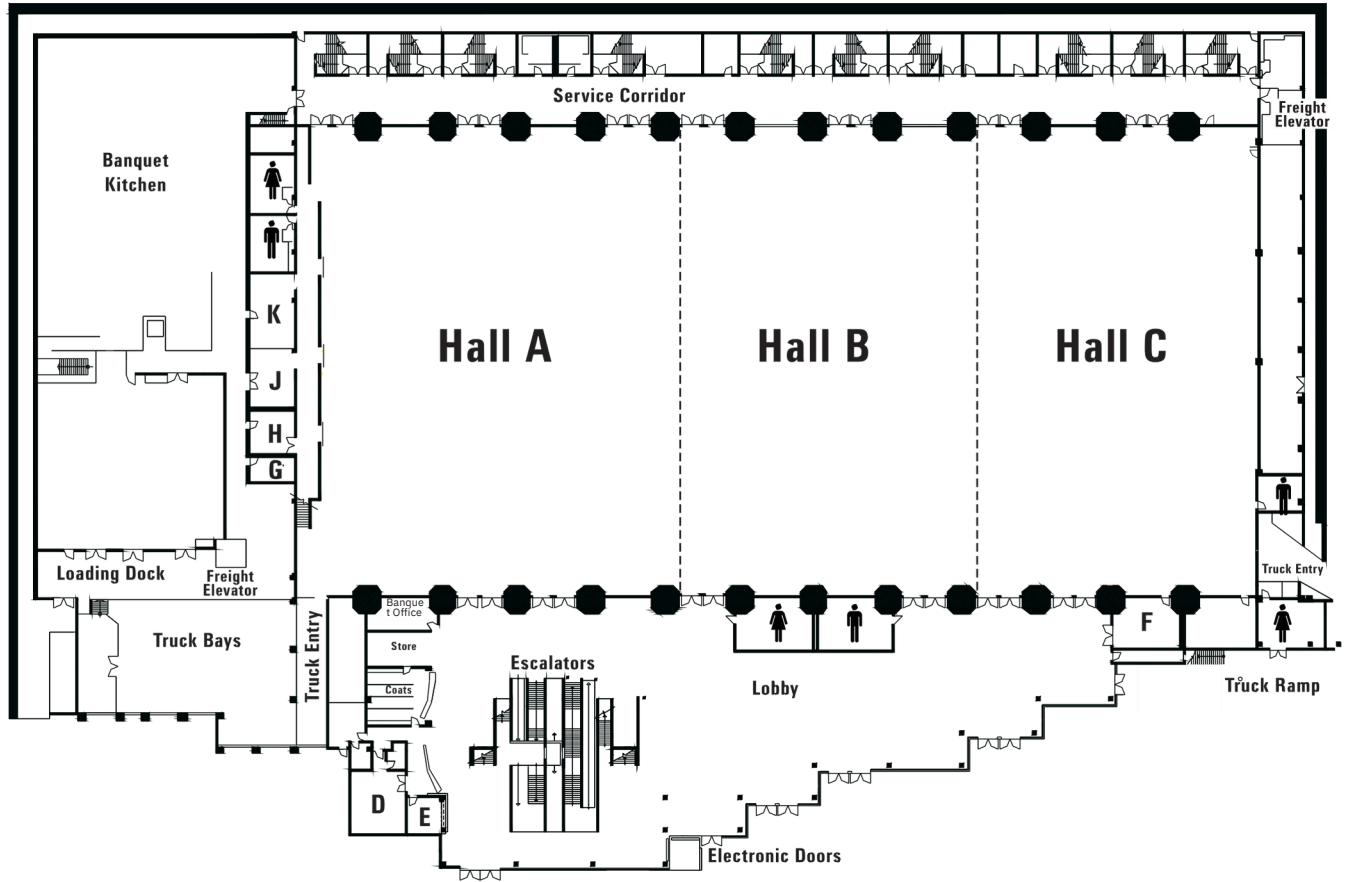 Service Corridor
Freight
Elevator
Banquet
Kitchen
K
Hall A
Hall B
Hall C
J
H
G
Loading Dock
Freight
Elevator
Truck Entry
Banque
t Office
Truck Bays
Truck Entry
Store
F
Escalators
Coats
Lobby
Truck Ramp
D
E
Electronic Doors